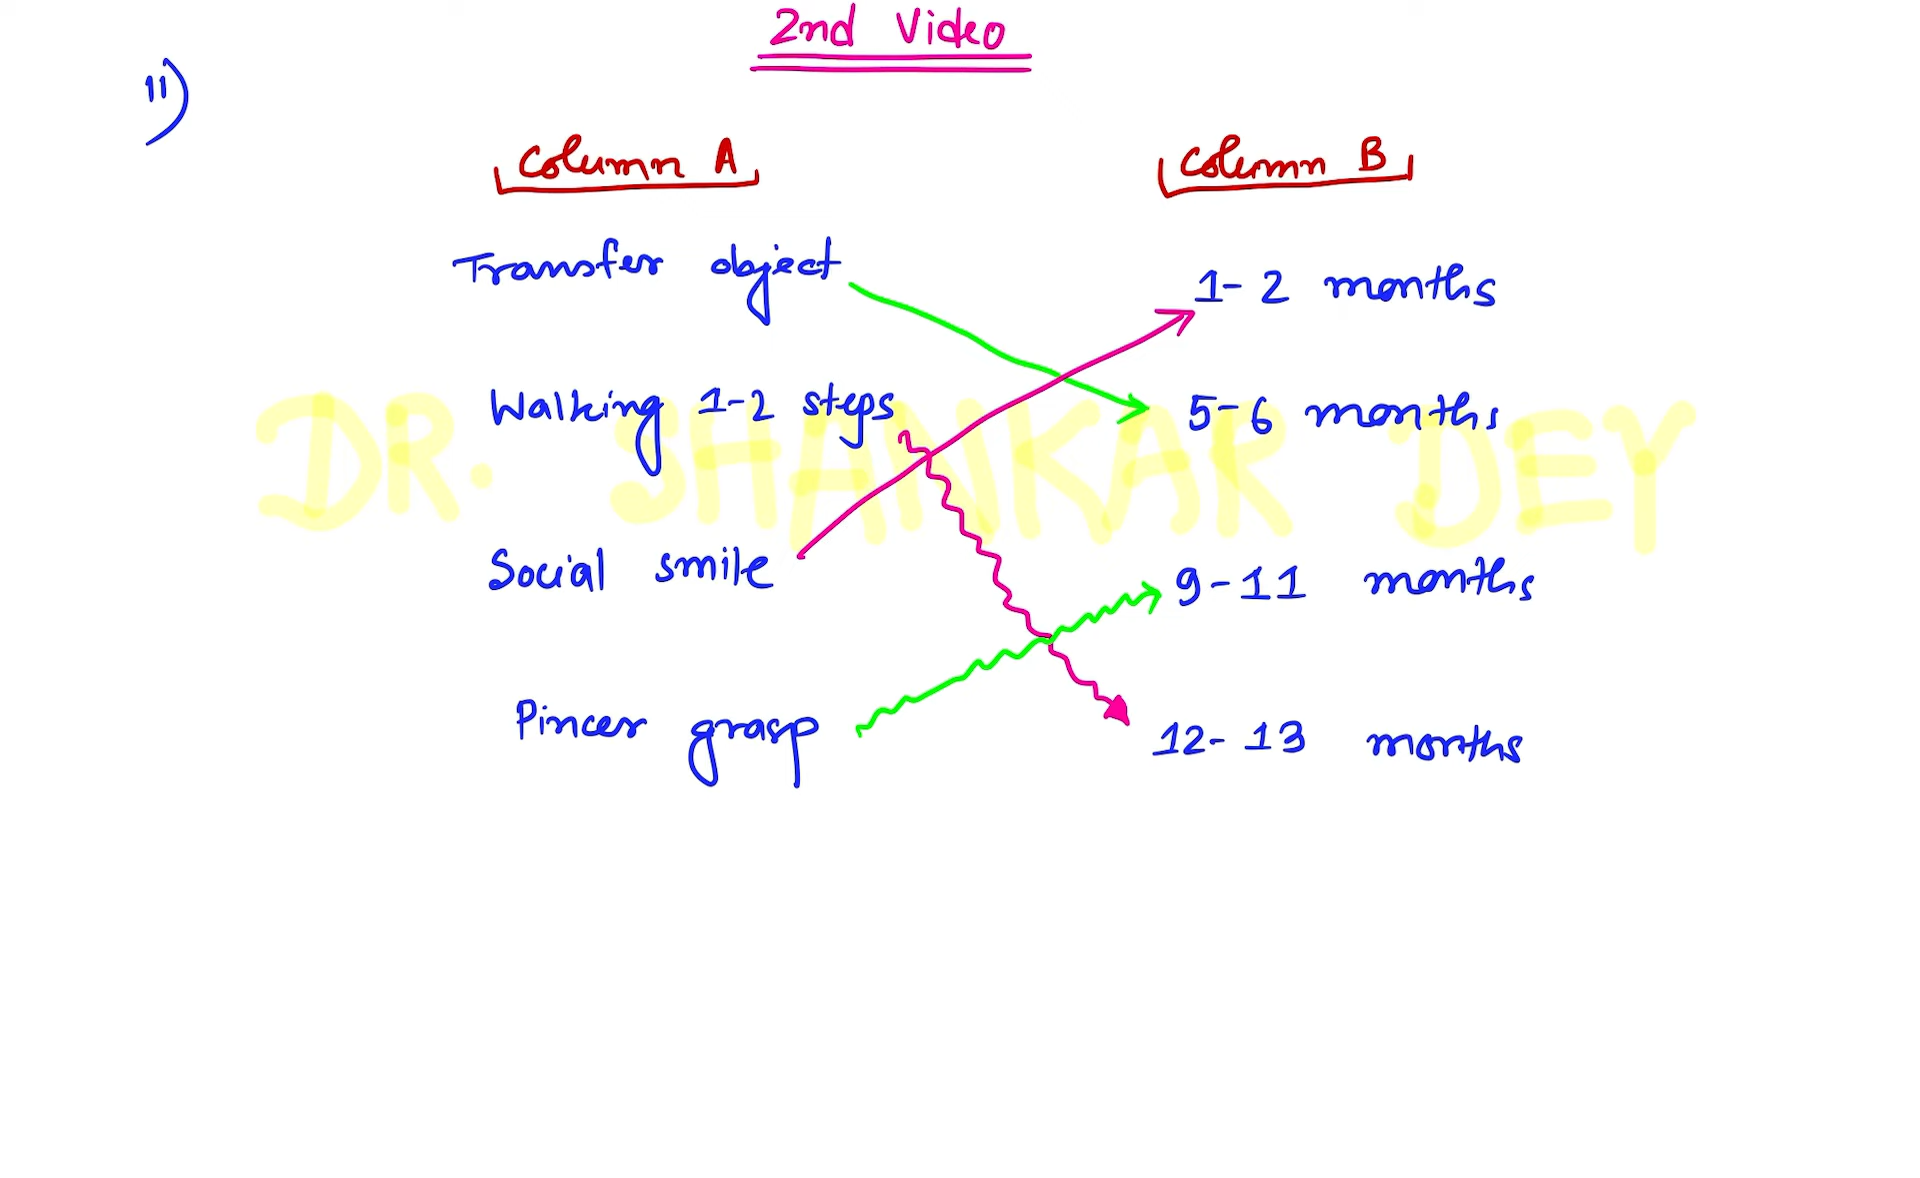 2nd Video
11)
Column A
Column B
Transfer object
1-2 months
Walking 1-2 steps
5-6 months
DR. SHANKAR DEY
Social smile
9-11 months
Pincer grasp
12-13 months